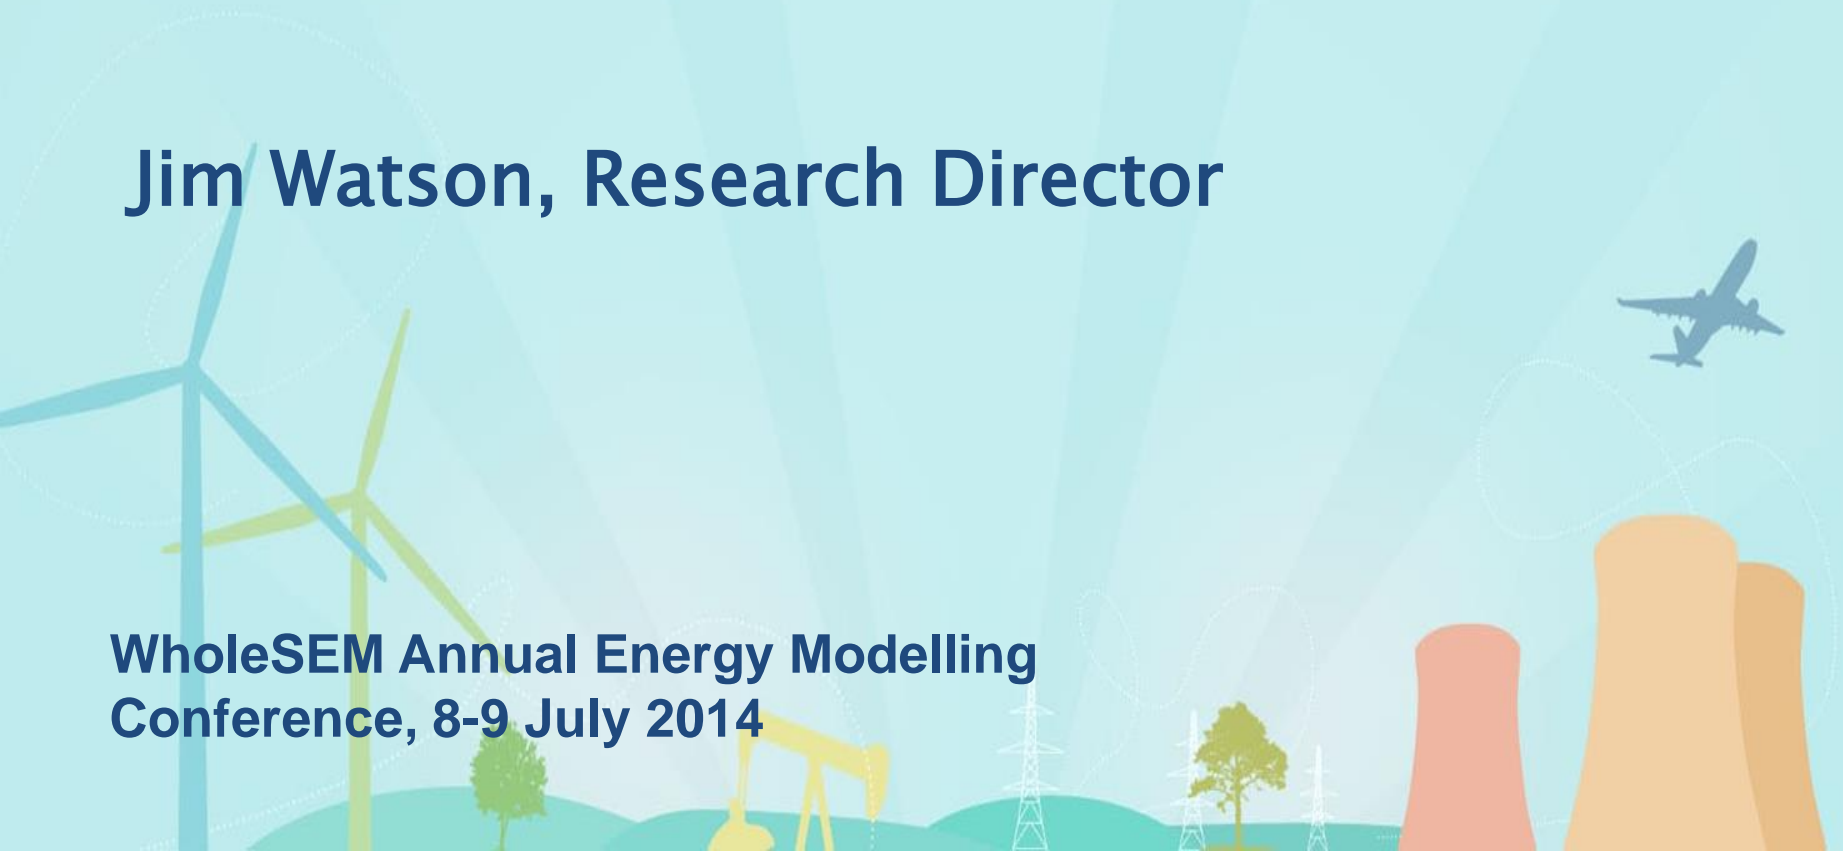 Jim Watson, Research Director
WholeSEM Annual Energy Modelling
Conference, 8-9 July 2014